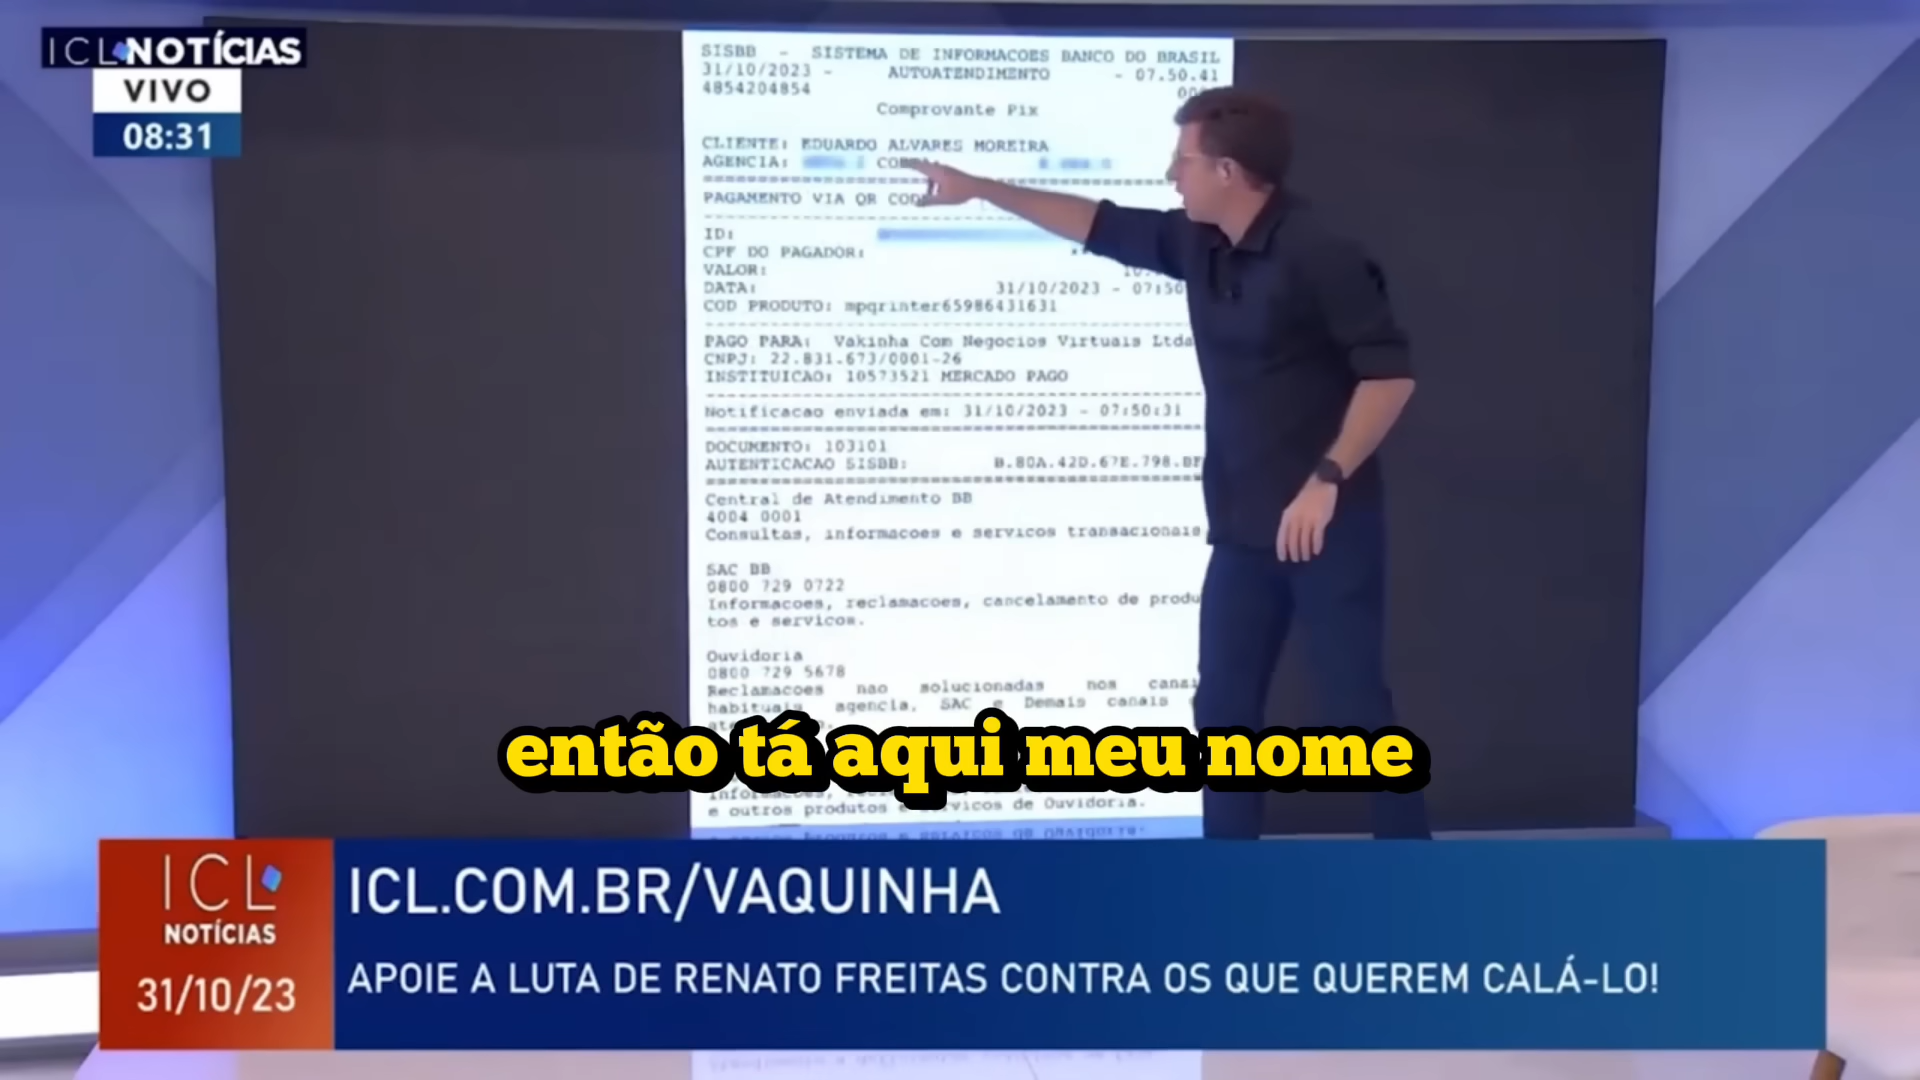 ICL NOTÍCIAS
VIVO
08:31
SISBB - SISTEMA DE INFORMACOES BANCO DO BRASIL
31/10/2023 - AUTOATENDIMENTO - 07.50.41
4854204854
Comprovante Pix
CLIENTE: EDUARDO ALVARES MOREIRA
AGENCIA:
PAGAMENTO VIA QR CODE
ID:
CPF DO PAGADOR:
VALOR:
DATA: 31/10/2023 - 07:50
COD PRODUTO: mpqrinter65986431631
PAGO PARA: Vakinha Com Negocios Virtuais Ltda
CNPJ: 22.831.673/0001-26
INSTITUICAO: 10573521 MERCADO PAGO
Notificacao enviada em: 31/10/2023 - 07:50:31
DOCUMENTO: 103101
AUTENTICACAO SISBB: B.80A.42D.67E.798.BF
Central de Atendimento BB
4004 0001
Consultas, informacoes e servicos transacionais
SAC BB
0800 729 0722
Informacoes, reclamacoes, cancelamento de produ
tos e servicos.
Ouvidoria
0800 729 5678
Reclamacoes nao solucionadas nos canai
habituais agencia, SAC e Demais canais
então tá aqui meu nome
e outros produtos e servicos de Ouvidoria.
ICL NOTÍCIAS
31/10/23
ICL.COM.BR/VAQUINHA
APOIE A LUTA DE RENATO FREITAS CONTRA OS QUE QUEREM CALÁ-LO!